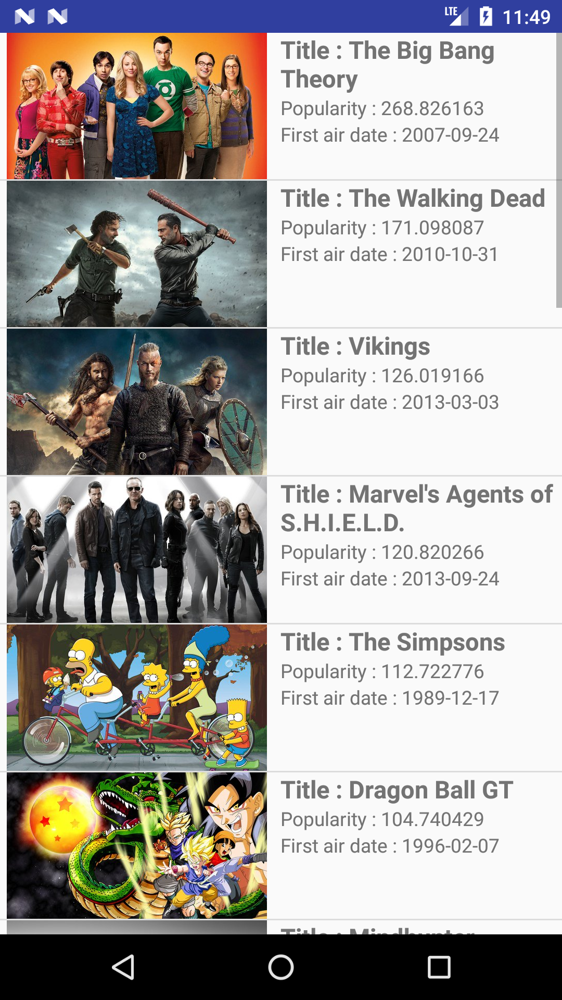 LTE 11:49
Title : The Big Bang
Theory
Popularity : 268.826163
First air date : 2007-09-24
Title : The Walking Dead
Popularity : 171.098087
First air date : 2010-10-31
Title : Vikings
Popularity : 126.019166
First air date : 2013-03-03
Title : Marvel's Agents of
S.H.I.E.L.D.
Popularity : 120.820266
First air date : 2013-09-24
Title : The Simpsons
Popularity : 112.722776
First air date : 1989-12-17
Title : Dragon Ball GT
Popularity : 104.740429
First air date : 1996-02-07
Title : Mindhunter